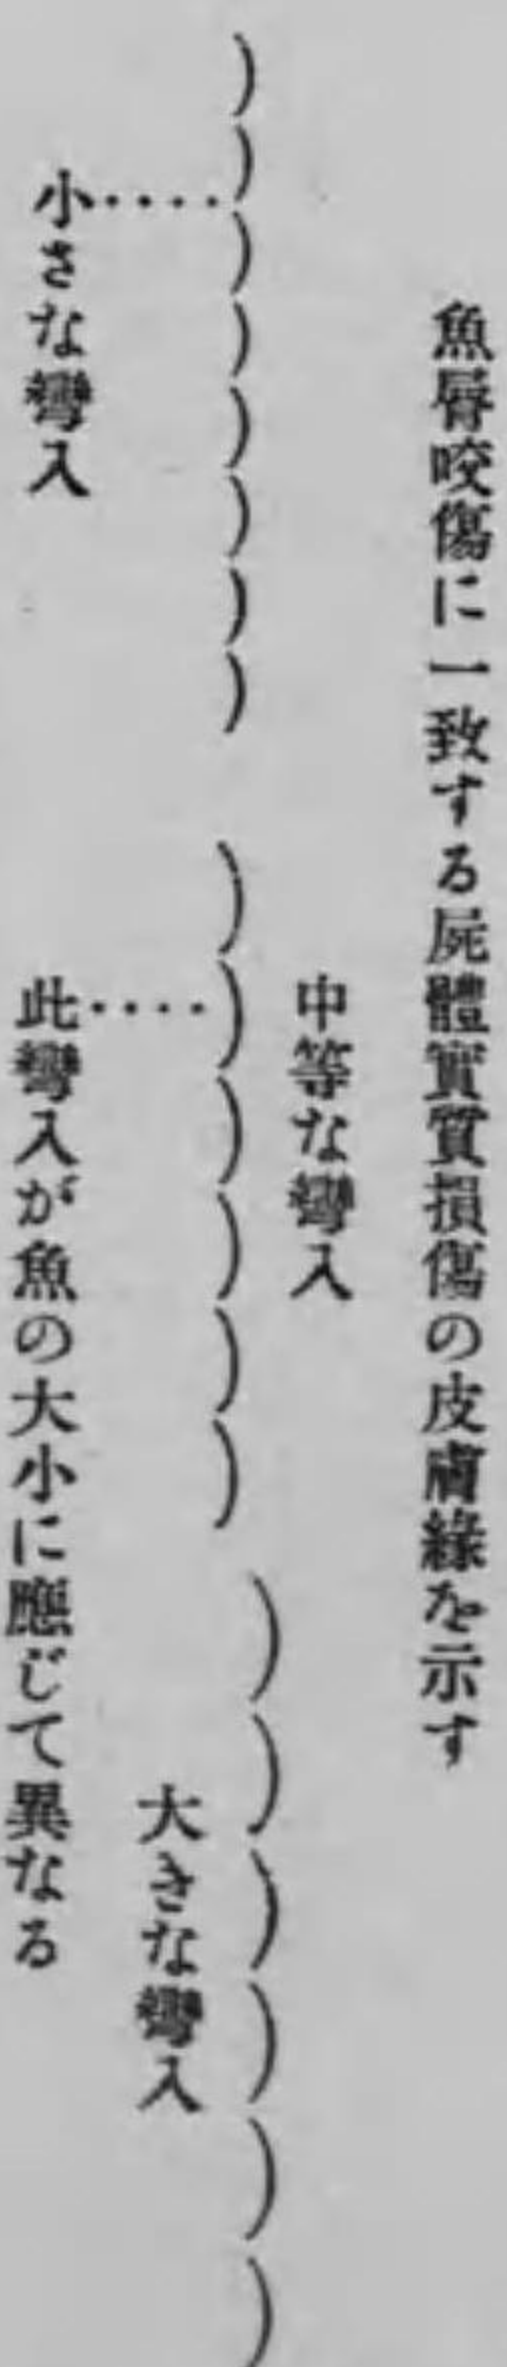 魚脣咬傷に一致する屍體實質損傷の皮膚緣を示す
中等な彎入
小さな彎入
大きな彎入
此彎入が魚の大小に應じて異なる